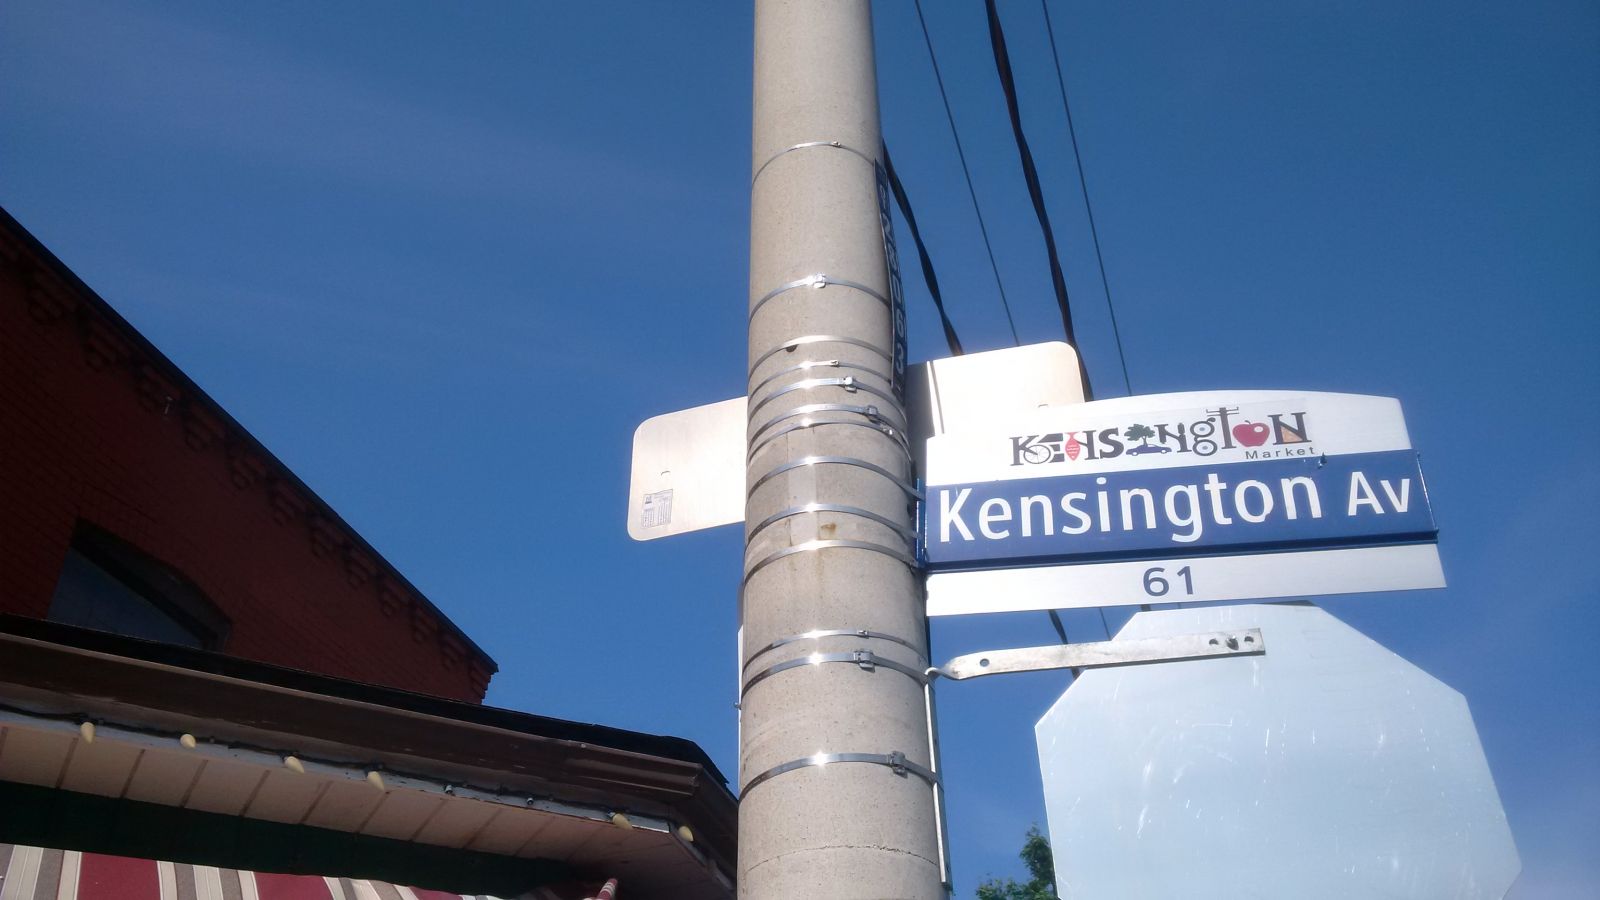 KENSINGTON
Market
Kensington Av
61